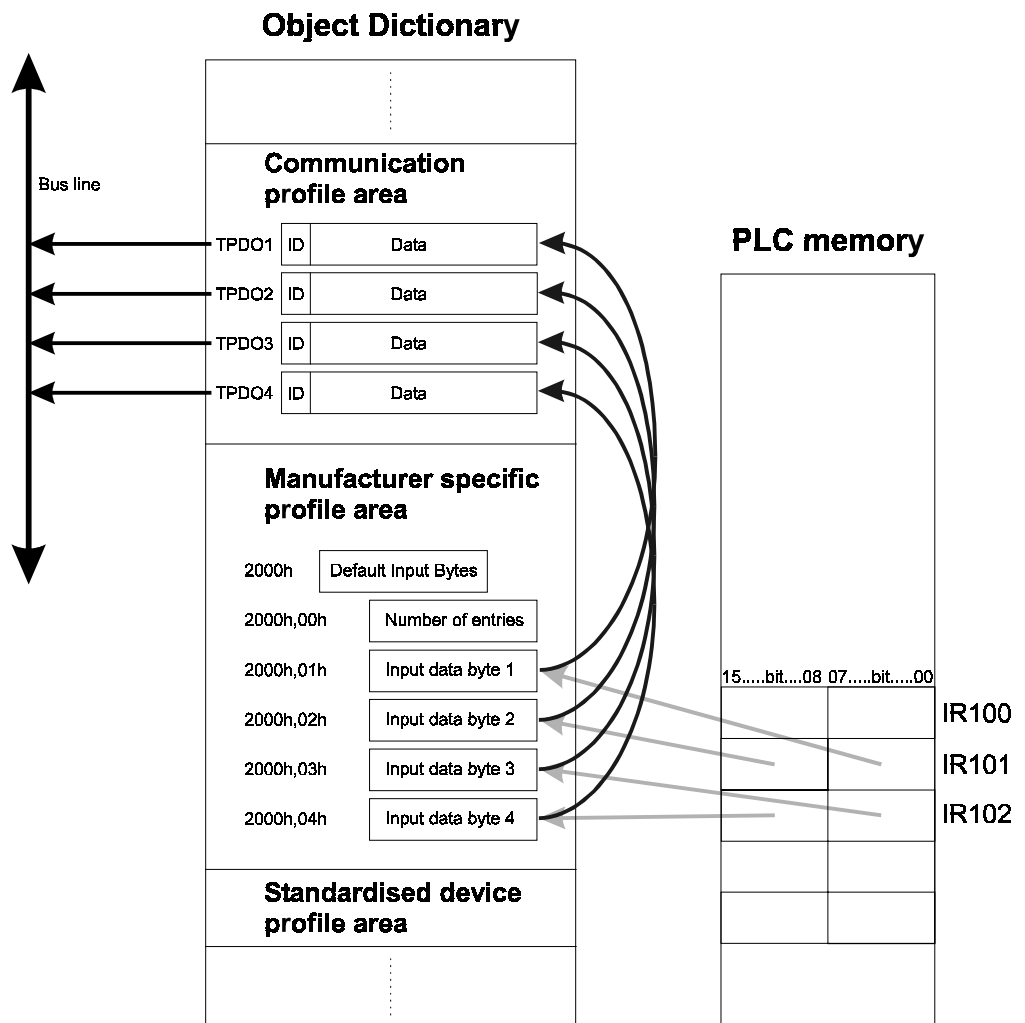 Object Dictionary
Communication
profile area
Bus line
TPDO1 ID Data
TPDO2 ID Data
TPDO3 ID Data
TPDO4 ID Data
Manufacturer specific
profile area
2000h Default Input Bytes
2000h,00h Number of entries
2000h,01h Input data byte 1
2000h,02h Input data byte 2
2000h,03h Input data byte 3
2000h,04h Input data byte 4
Standardised device
profile area
PLC memory
15.....bit....08 07.....bit.....00
IR100
IR101
IR102